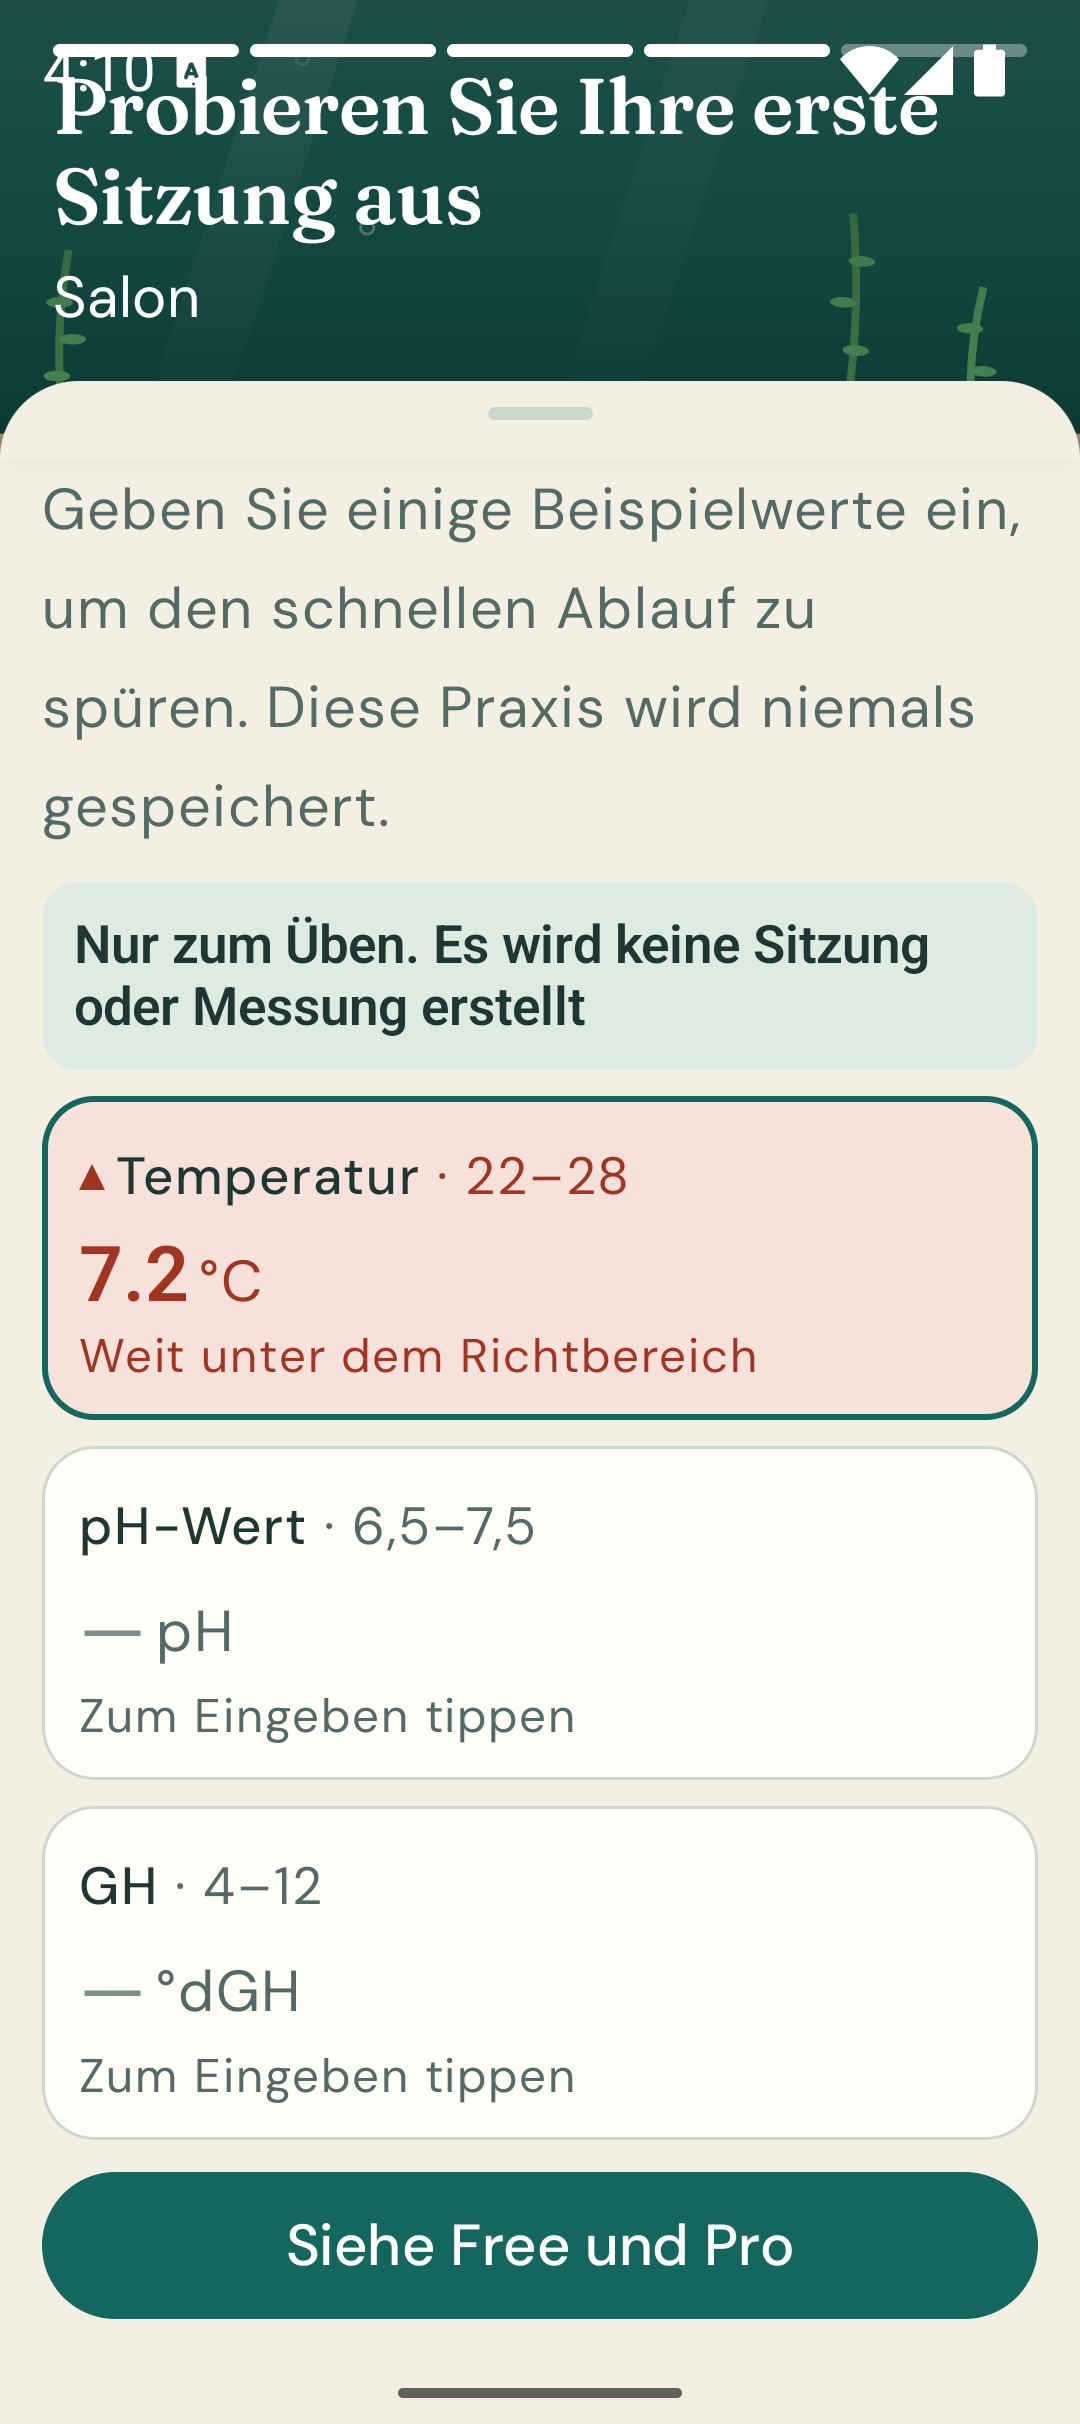 4:10
Probieren Sie Ihre erste
Sitzung aus
Salon
Geben Sie einige Beispielwerte ein,
um den schnellen Ablauf zu
spüren. Diese Praxis wird niemals
gespeichert.
Nur zum Üben. Es wird keine Sitzung
oder Messung erstellt
Temperatur · 22–28
7.2 °C
Weit unter dem Richtbereich
pH-Wert · 6,5–7,5
— pH
Zum Eingeben tippen
GH · 4–12
— °dGH
Zum Eingeben tippen
Siehe Free und Pro